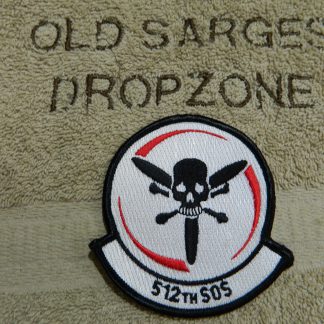 OLD SARGES
DROPZONE
512TH SOS